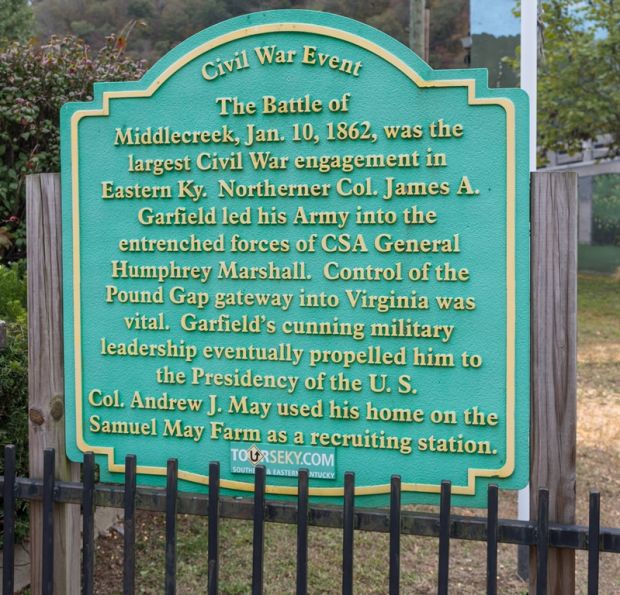 Civil War Event
The Battle of
Middlecreek, Jan. 10, 1862, was the
largest Civil War engagement in
Eastern Ky. Northerner Col. James A.
Garfield led his Army into the
entrenched forces of CSA General
Humphrey Marshall. Control of the
Pound Gap gateway into Virginia was
vital. Garfield's cunning military
leadership eventually propelled him to
the Presidency of the U. S.
Col. Andrew J. May used his home on the
Samuel May Farm as a recruiting station.
TOURSEKY.COM
SOUTHERN & EASTERN KENTUCKY